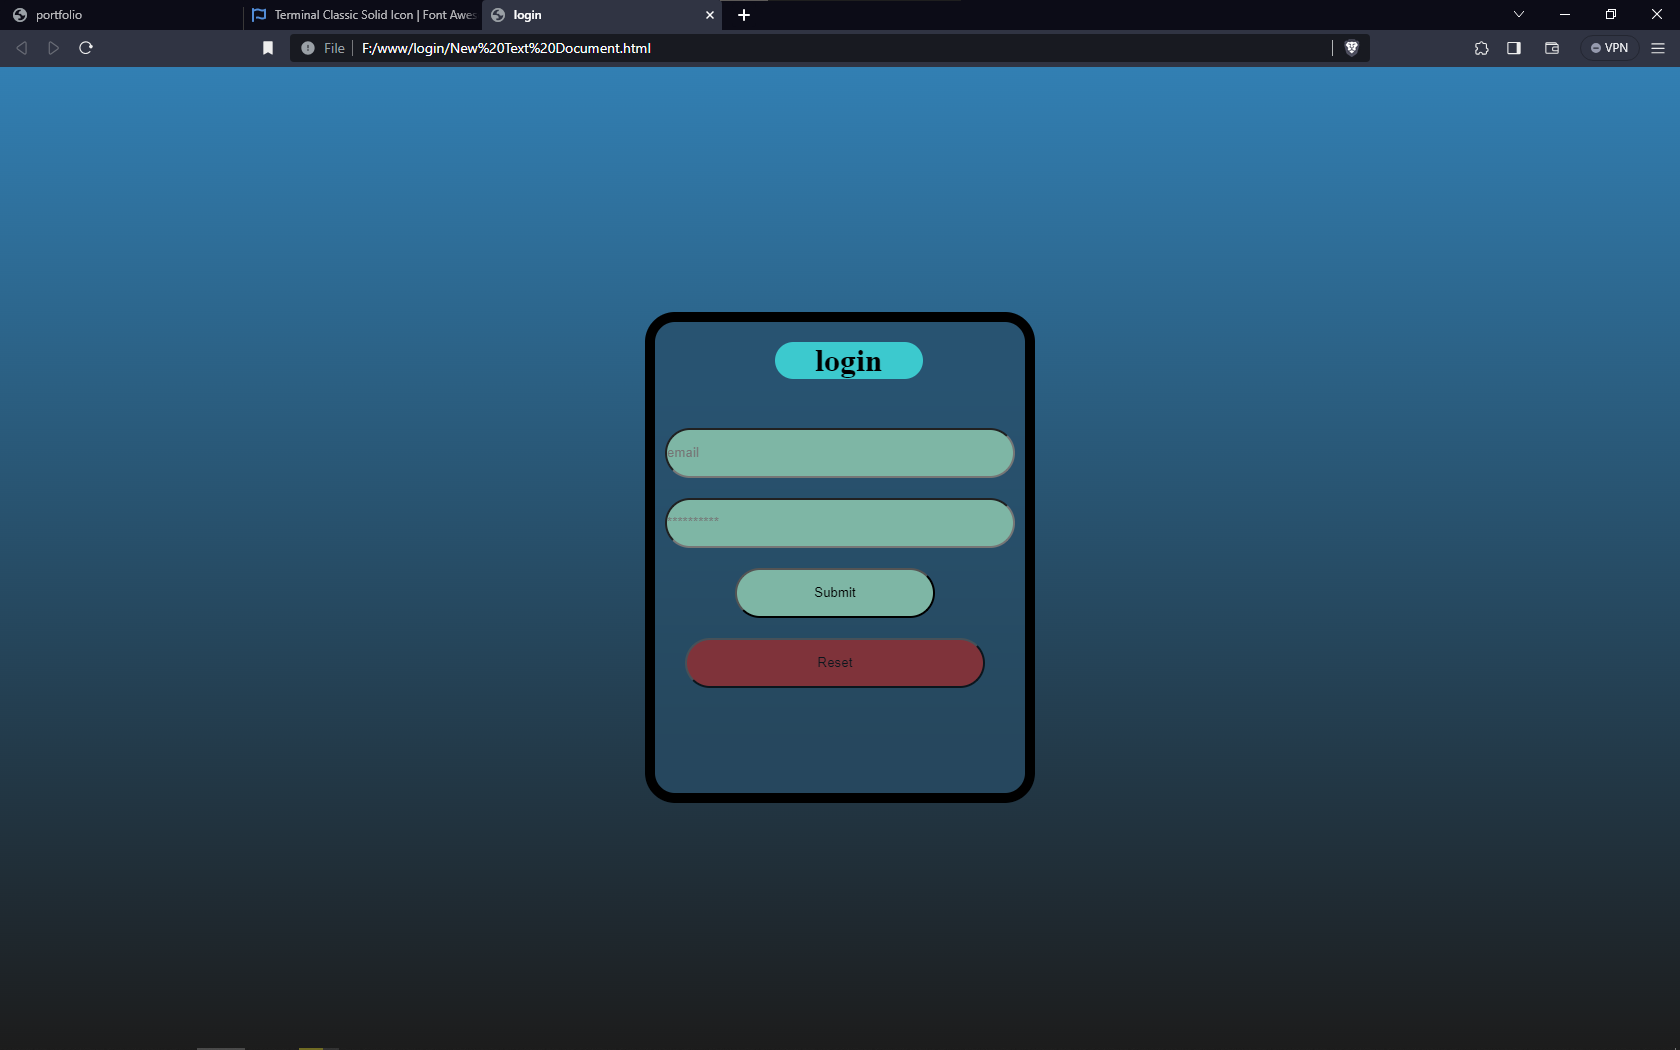 portfolio
Terminal Classic Solid Icon | Font Awes
login
File
F:/www/login/New%20Text%20Document.html
VPN
login
email
**********
Submit
Reset